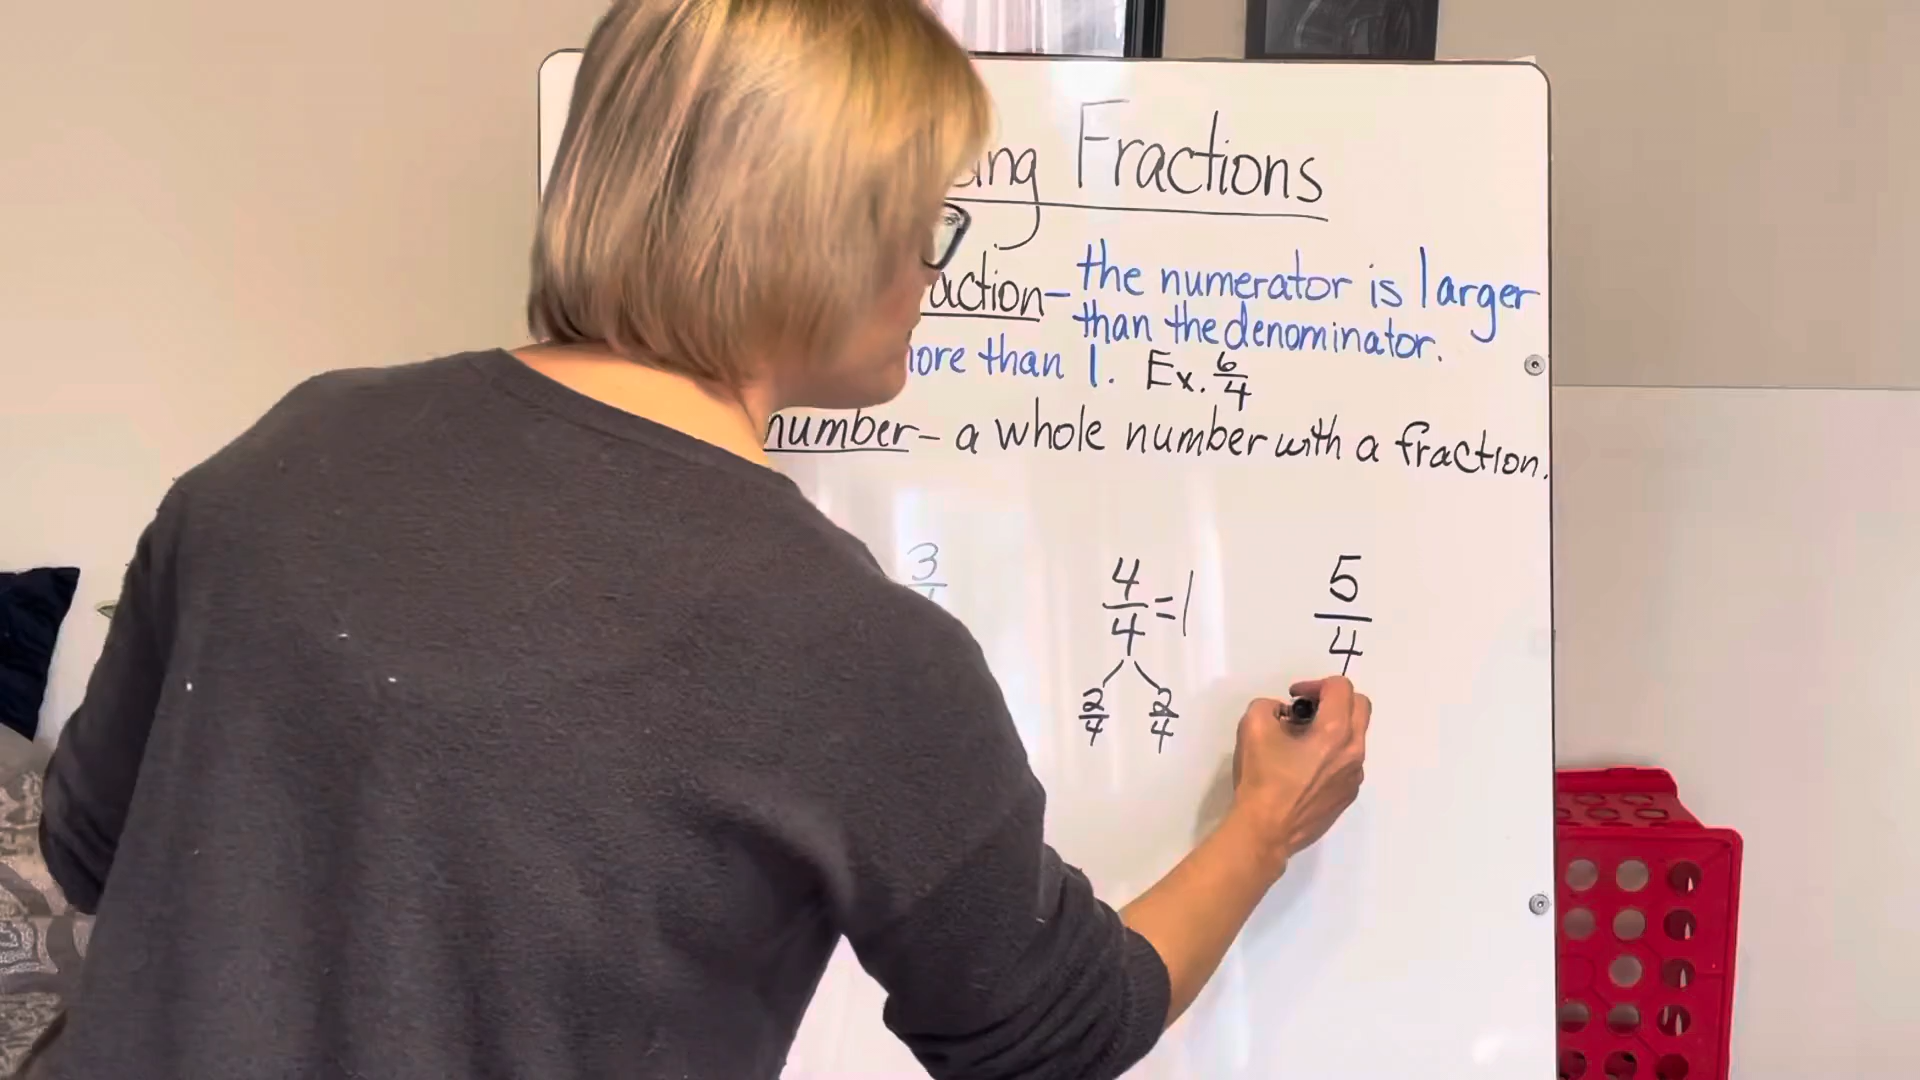 Fractions
the numerator is larger
than the denominator.
than 1. Ex. 6/4
number - a whole number with a fraction.
3
4/4 = 1
5/4
2/4 2/4